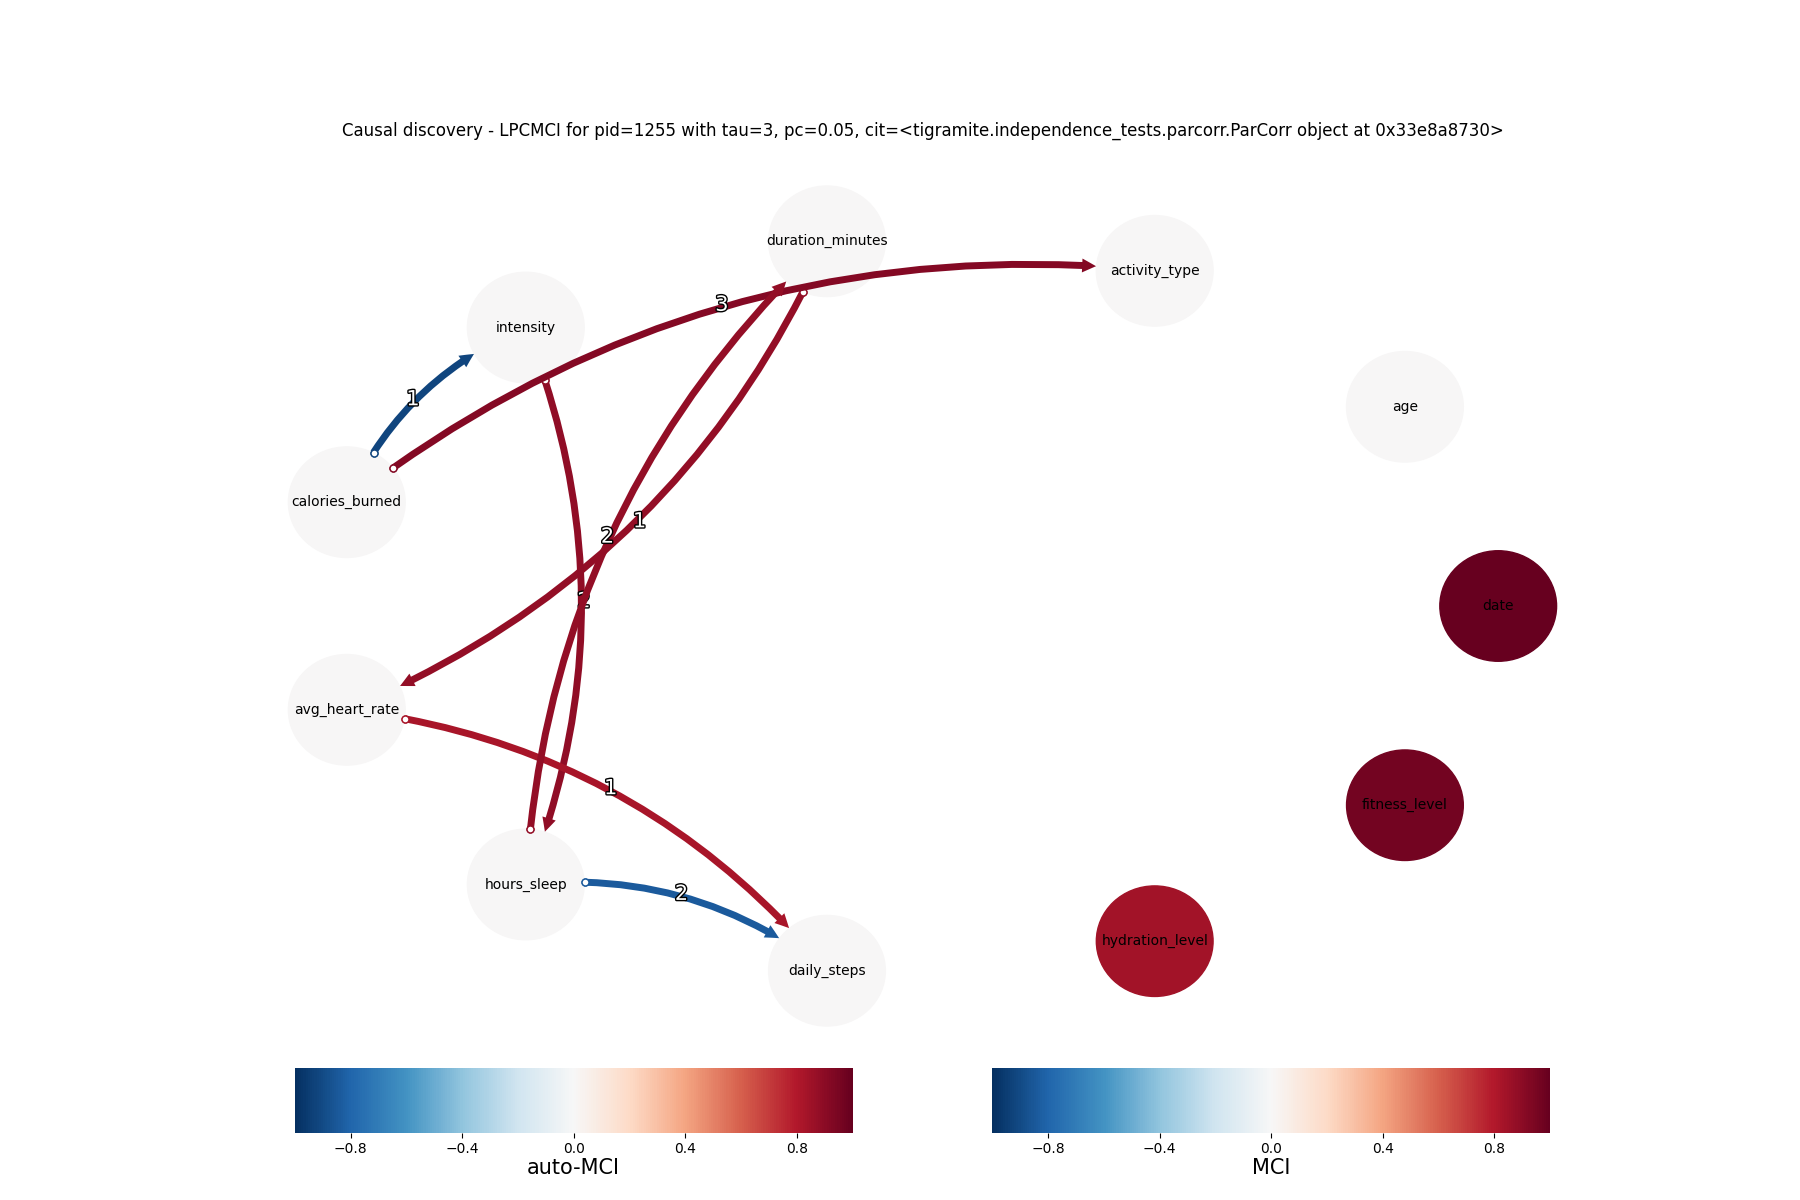 Causal discovery - LPCMCI for pid=1255 with tau=3, pc=0.05, cit=<tigramite.independence_tests.parcorr.ParCorr object at 0x33e8a8730>
duration_minutes
activity_type
3
intensity
1
age
calories_burned
1
2
date
avg_heart_rate
1
fitness_level
hours_sleep
2
hydration_level
daily_steps
−0.8 −0.4 0.0 0.4 0.8
auto-MCI
−0.8 −0.4 0.0 0.4 0.8
MCI